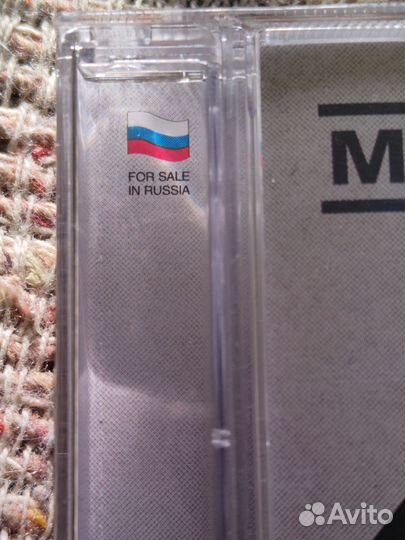 FOR SALE
IN RUSSIA
M
Avito